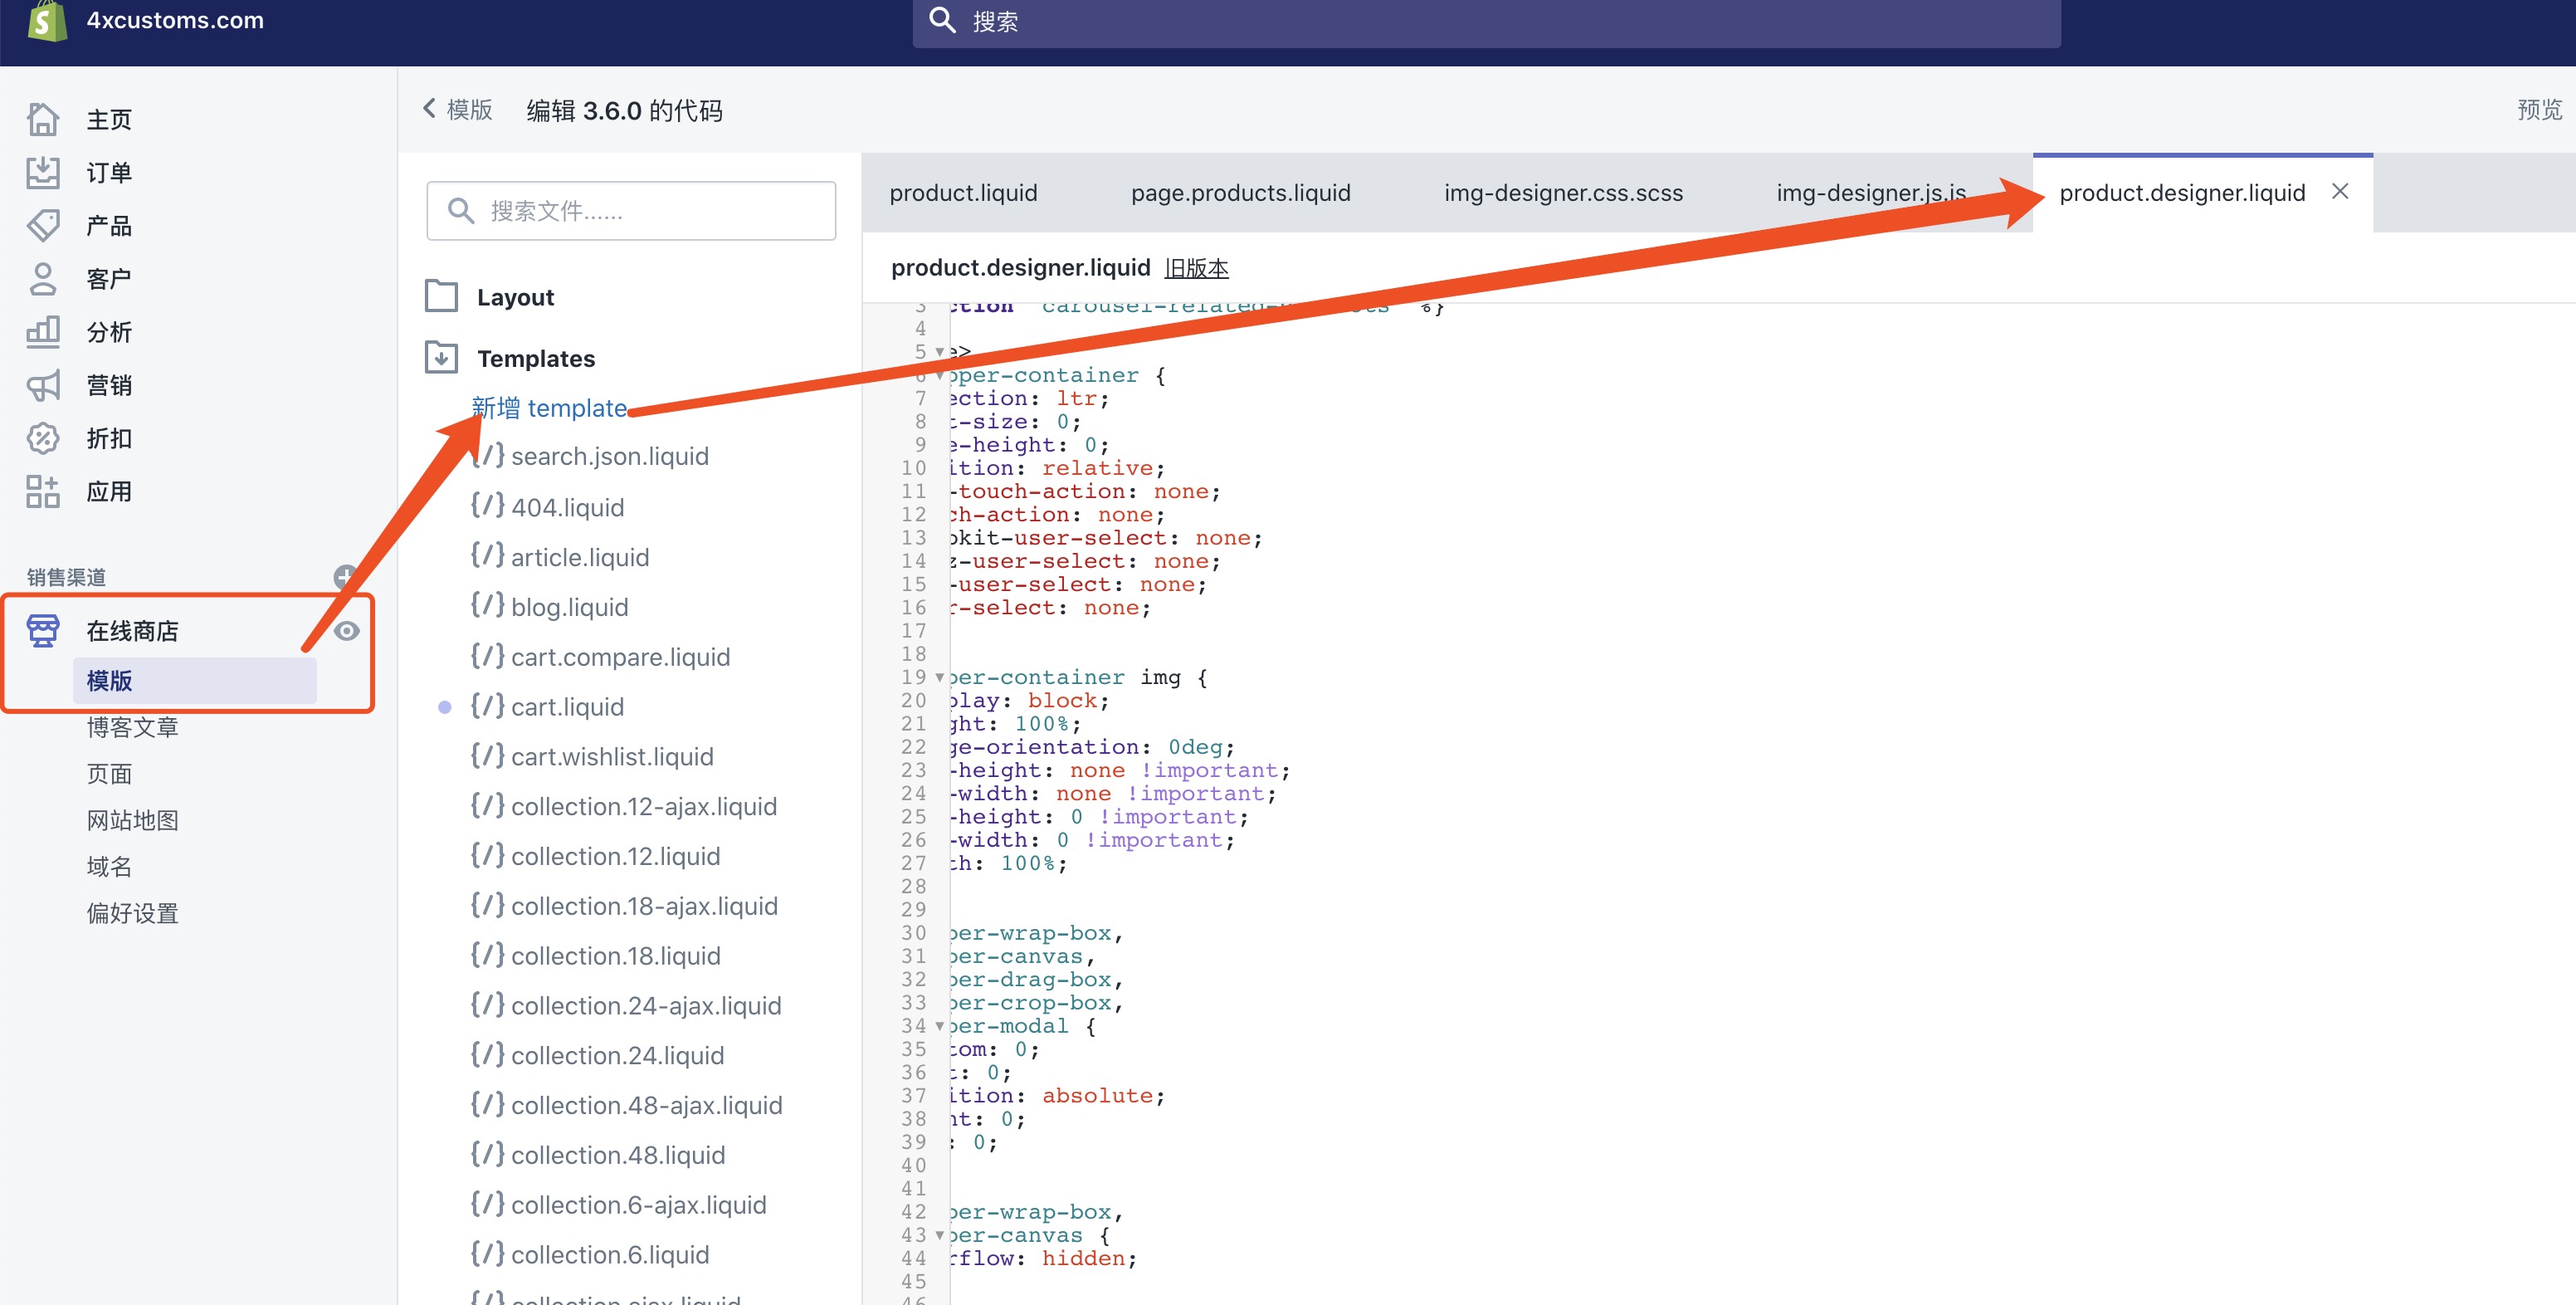 4xcustoms.com
搜索
主页
订单
产品
客户
分析
营销
折扣
应用
销售渠道
在线商店
模版
博客文章
页面
网站地图
域名
偏好设置
模版
编辑 3.6.0 的代码
预览
搜索文件......
Layout
Templates
新增 template
{/} search.json.liquid
{/} 404.liquid
{/} article.liquid
{/} blog.liquid
{/} cart.compare.liquid
{/} cart.liquid
{/} cart.wishlist.liquid
{/} collection.12-ajax.liquid
{/} collection.12.liquid
{/} collection.18-ajax.liquid
{/} collection.18.liquid
{/} collection.24-ajax.liquid
{/} collection.24.liquid
{/} collection.48-ajax.liquid
{/} collection.48.liquid
{/} collection.6-ajax.liquid
{/} collection.6.liquid
{/} collection.ajax.liquid
product.liquid
page.products.liquid
img-designer.css.scss
img-designer.js.js
product.designer.liquid
product.designer.liquid 旧版本
3 ction 'carousel-related- %}
4
5 e>
6 pper-container {
7 ection: ltr;
8 t-size: 0;
9 e-height: 0;
10 ition: relative;
11 -touch-action: none;
12 ch-action: none;
13 bkit-user-select: none;
14 z-user-select: none;
15 -user-select: none;
16 r-select: none;
17
18
19 per-container img {
20 play: block;
21 ght: 100%;
22 ge-orientation: 0deg;
23 -height: none !important;
24 -width: none !important;
25 -height: 0 !important;
26 -width: 0 !important;
27 th: 100%;
28
29
30 per-wrap-box,
31 per-canvas,
32 per-drag-box,
33 per-crop-box,
34 per-modal {
35 tom: 0;
36 t: 0;
37 ition: absolute;
38 ht: 0;
39 : 0;
40
41
42 per-wrap-box,
43 per-canvas {
44 rflow: hidden;
45
46